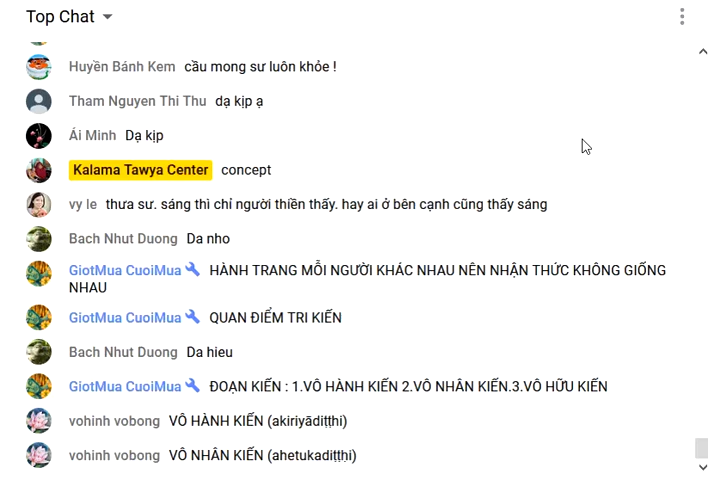 Top Chat
Huyền Bánh Kem cầu mong sư luôn khỏe !
Tham Nguyen Thi Thu dạ kịp ạ
Ái Minh Dạ kịp
Kalama Tawya Center concept
vy le thưa sư. sáng thì chỉ người thiền thấy. hay ai ở bên cạnh cũng thấy sáng
Bach Nhut Duong Da nho
GiotMua CuoiMua HÀNH TRANG MỖI NGƯỜI KHÁC NHAU NÊN NHẬN THỨC KHÔNG GIỐNG
NHAU
GiotMua CuoiMua QUAN ĐIỂM TRI KIẾN
Bach Nhut Duong Da hieu
GiotMua CuoiMua ĐOẠN KIẾN : 1.VÔ HÀNH KIẾN 2.VÔ NHÂN KIẾN.3.VÔ HỮU KIẾN
vohinh vobong VÔ HÀNH KIẾN (akiriyādiṭṭhi)
vohinh vobong VÔ NHÂN KIẾN (ahetukadiṭṭḥi)